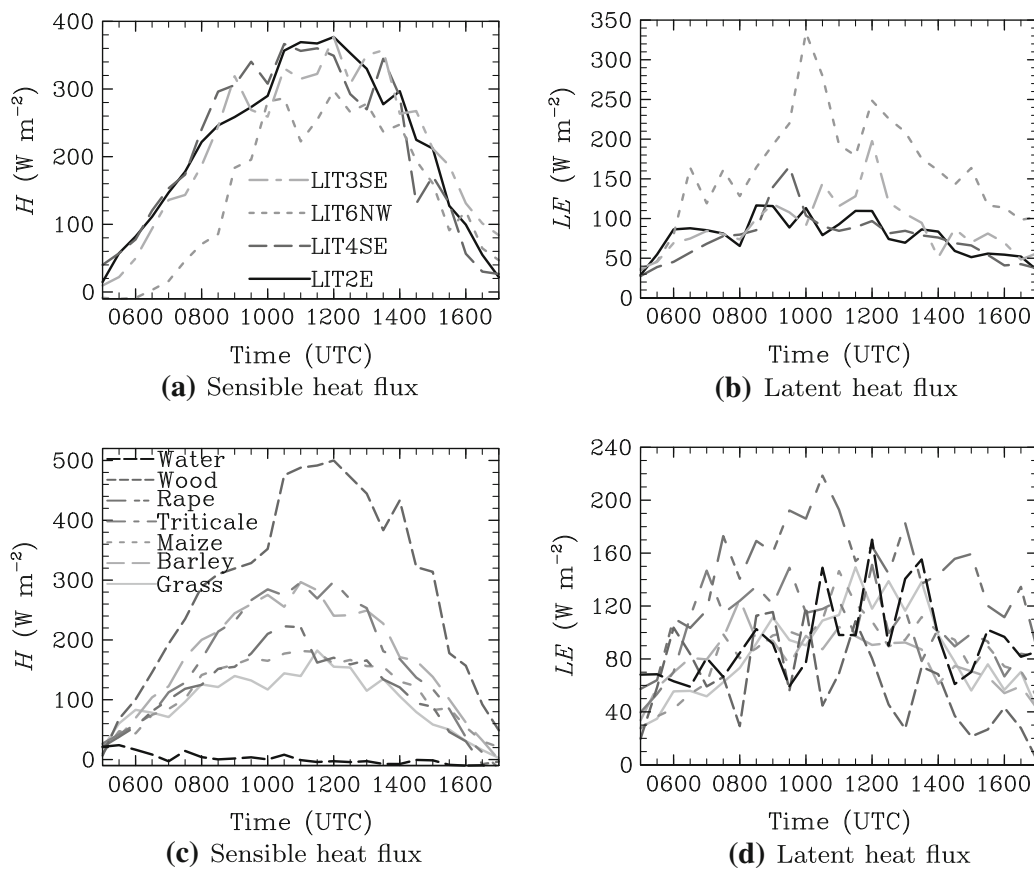 400
300
200
100
0
H (W m−2)
LIT3SE
LIT6NW
LIT4SE
LIT2E
0600 0800 1000 1200 1400 1600
Time (UTC)
(a) Sensible heat flux
350
300
250
200
150
100
50
0
LE (W m−2)
0600 0800 1000 1200 1400 1600
Time (UTC)
(b) Latent heat flux
500
400
300
200
100
0
H (W m−2)
Water
Wood
Rape
Triticale
Maize
Barley
Grass
0600 0800 1000 1200 1400 1600
Time (UTC)
(c) Sensible heat flux
240
200
160
120
80
40
0
LE (W m−2)
0600 0800 1000 1200 1400 1600
Time (UTC)
(d) Latent heat flux